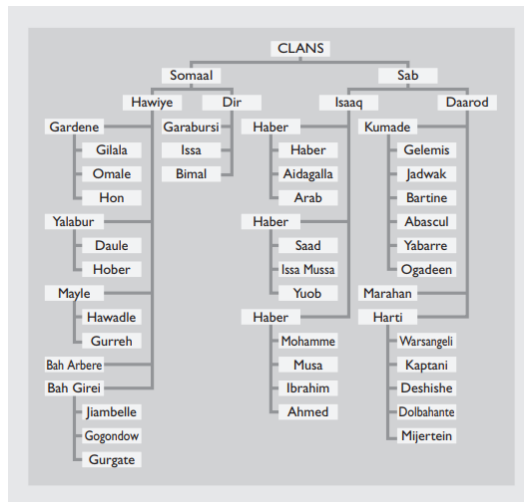 CLANS
Somaal
Sab
Hawiye
Dir
Isaaq
Daarod
Gardene
Gilala
Omale
Hon
Yalabur
Daule
Hober
Mayle
Hawadle
Gurreh
Bah Arbere
Bah Girei
Jiambelle
Gogondow
Gurgate
Garabursi
Issa
Bimal
Haber
Haber
Aidagalla
Arab
Haber
Saad
Issa Mussa
Yuob
Haber
Mohamme
Musa
Ibrahim
Ahmed
Kumade
Gelemis
Jadwak
Bartine
Abascul
Yabarre
Ogadeen
Marahan
Harti
Warsangeli
Kaptani
Deshishe
Dolbahante
Mijertein